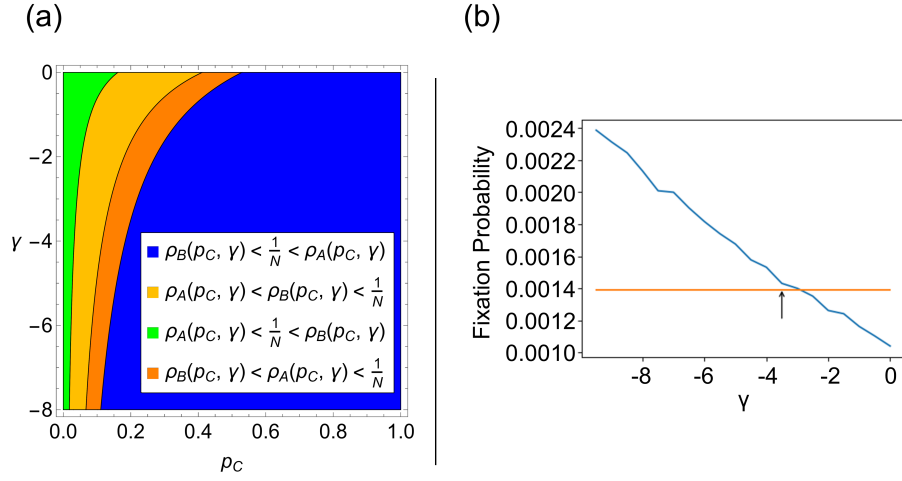 (a)
0
−2
γ −4
−6
−8
ρB(pC, γ) < 1/N < ρA(pC, γ)
ρA(pC, γ) < ρB(pC, γ) < 1/N
ρA(pC, γ) < 1/N < ρB(pC, γ)
ρB(pC, γ) < ρA(pC, γ) < 1/N
0.0 0.2 0.4 0.6 0.8 1.0
pC
(b)
Fixation Probability
0.0024
0.0022
0.0020
0.0018
0.0016
0.0014
0.0012
0.0010
-8 -6 -4 -2 0
γ